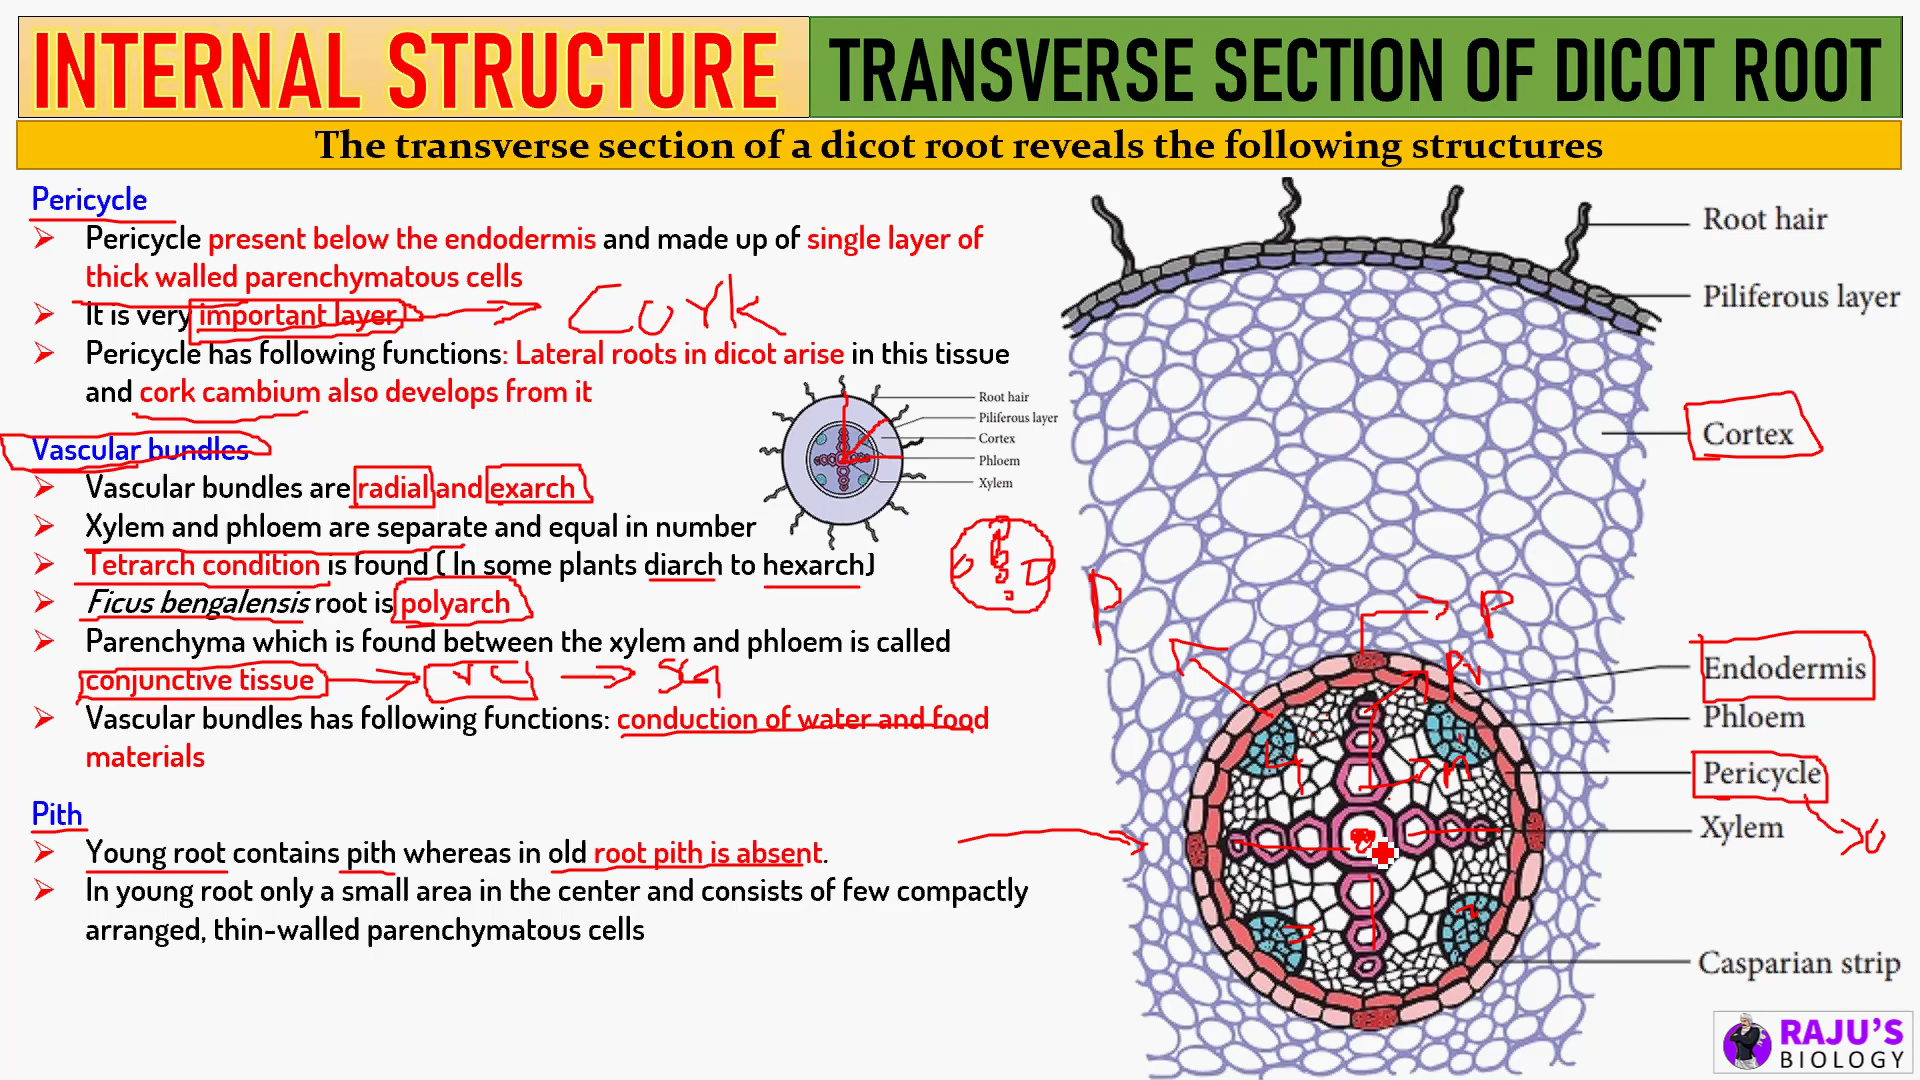 INTERNAL STRUCTURE
TRANSVERSE SECTION OF DICOT ROOT
The transverse section of a dicot root reveals the following structures
Pericycle
Pericycle present below the endodermis and made up of single layer of
thick walled parenchymatous cells
It is very important layer
Cork
Pericycle has following functions: Lateral roots in dicot arise in this tissue
and cork cambium also develops from it
Vascular bundles
Vascular bundles are radial and exarch
Xylem and phloem are separate and equal in number
Tetrarch condition is found ( In some plants diarch to hexarch)
Ficus bengalensis root is polyarch
Parenchyma which is found between the xylem and phloem is called
conjunctive tissue
Vascular bundles has following functions: conduction of water and food
materials
Pith
Young root contains pith whereas in old root pith is absent.
In young root only a small area in the center and consists of few compactly
arranged, thin-walled parenchymatous cells
Root hair
Piliferous layer
Cortex
Phloem
Xylem
Root hair
Piliferous layer
Cortex
P
P
Endodermis
Phloem
Pericycle
Xylem
Casparian strip
RAJU'S
BIOLOGY